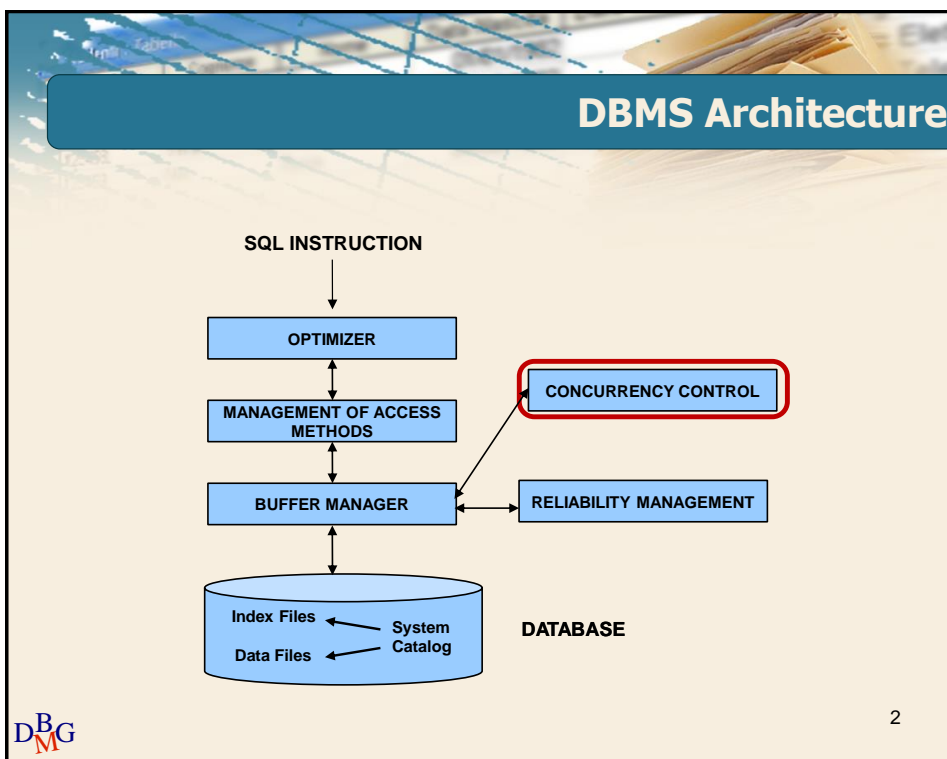 DBMS Architecture
SQL INSTRUCTION
OPTIMIZER
MANAGEMENT OF ACCESS
METHODS
BUFFER MANAGER
CONCURRENCY CONTROL
RELIABILITY MANAGEMENT
Index Files
System
Catalog
Data Files
DATABASE
DBMG
2